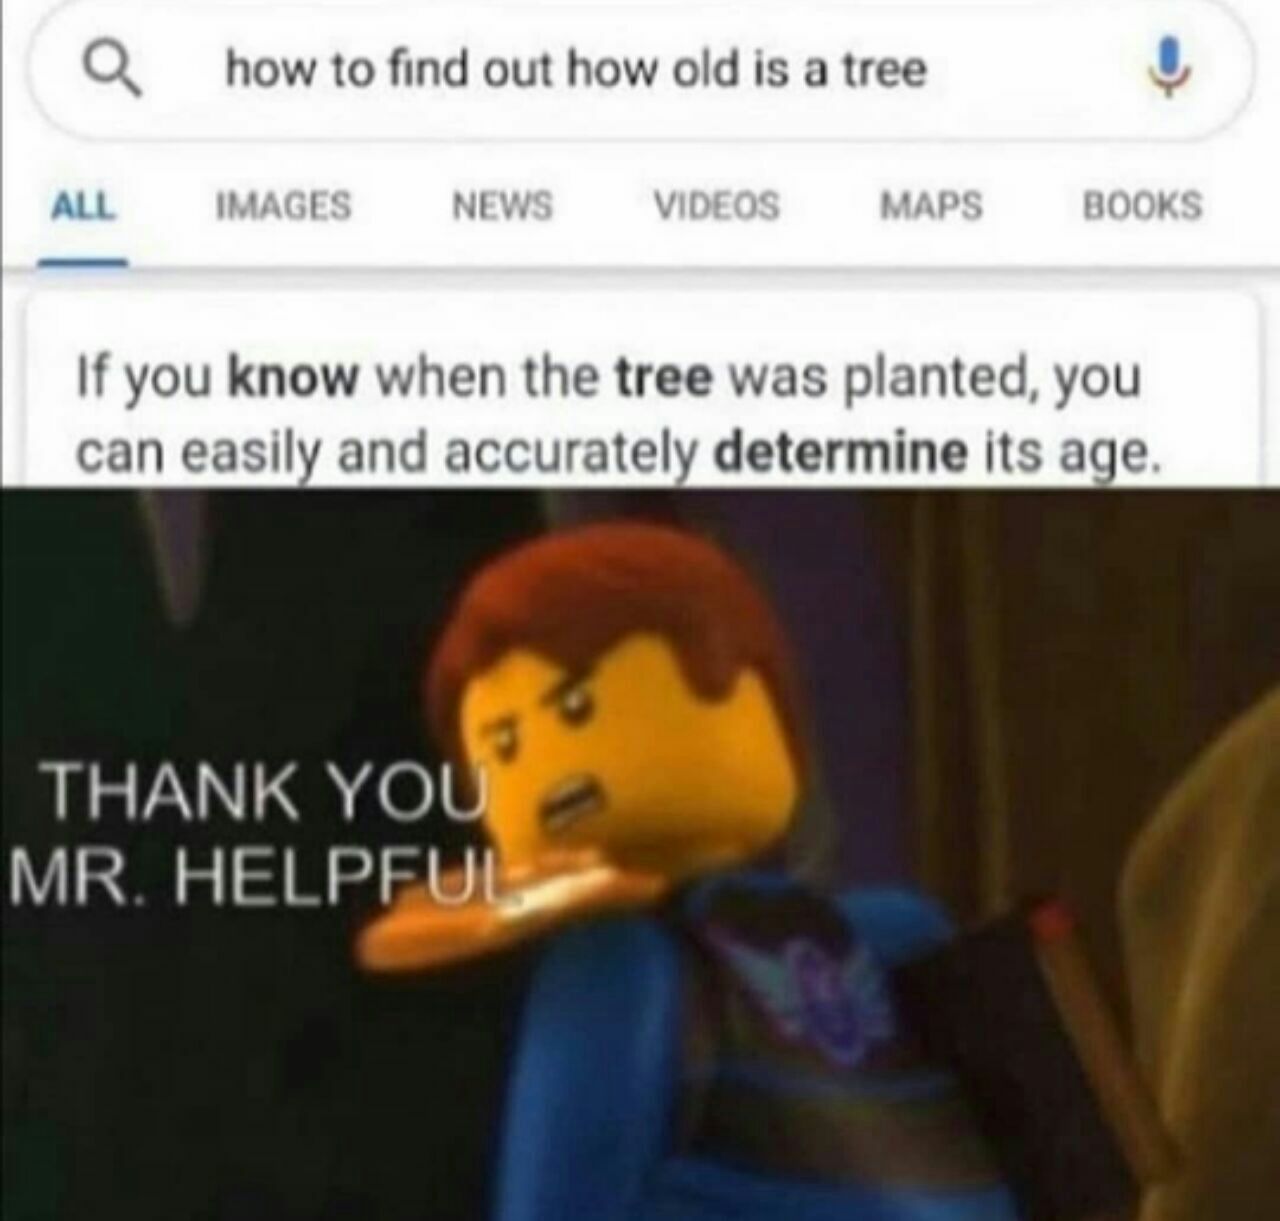 how to find out how old is a tree
ALL IMAGES NEWS VIDEOS MAPS BOOKS
If you know when the tree was planted, you
can easily and accurately determine its age.
THANK YOU
MR. HELPFUL